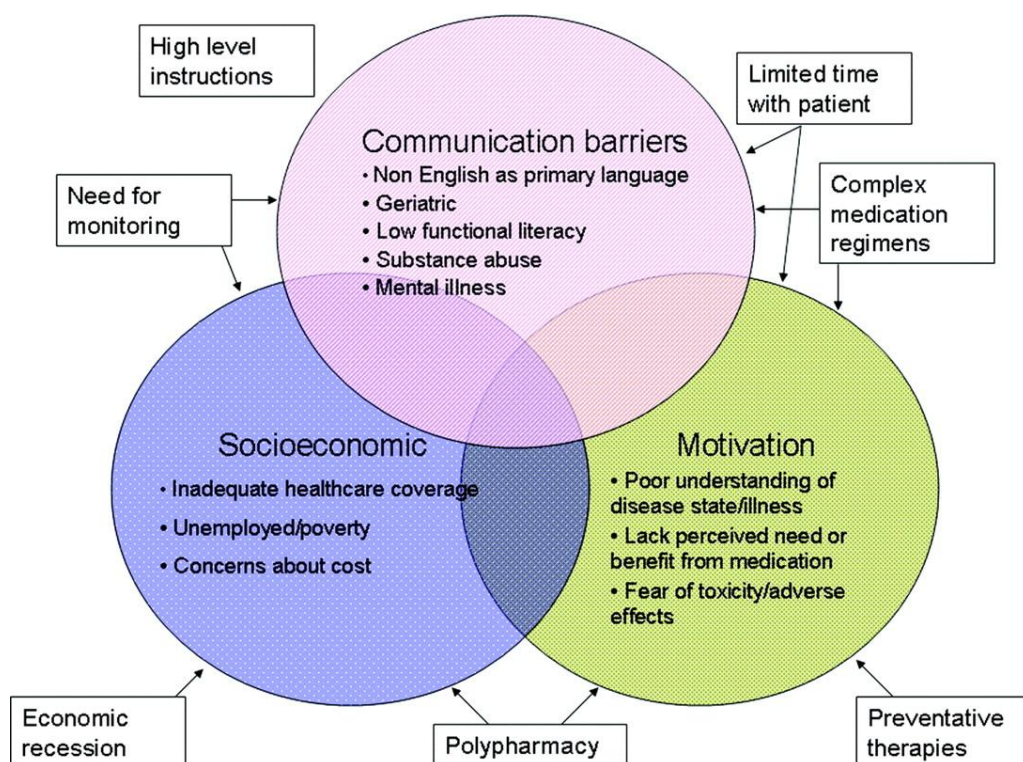 High level
instructions
Limited time
with patient
Communication barriers
• Non English as primary language
• Geriatric
• Low functional literacy
• Substance abuse
• Mental illness
Need for
monitoring
Complex
medication
regimens
Socioeconomic
• Inadequate healthcare coverage
• Unemployed/poverty
• Concerns about cost
Motivation
• Poor understanding of
disease state/illness
• Lack perceived need or
benefit from medication
• Fear of toxicity/adverse
effects
Economic
recession
Polypharmacy
Preventative
therapies